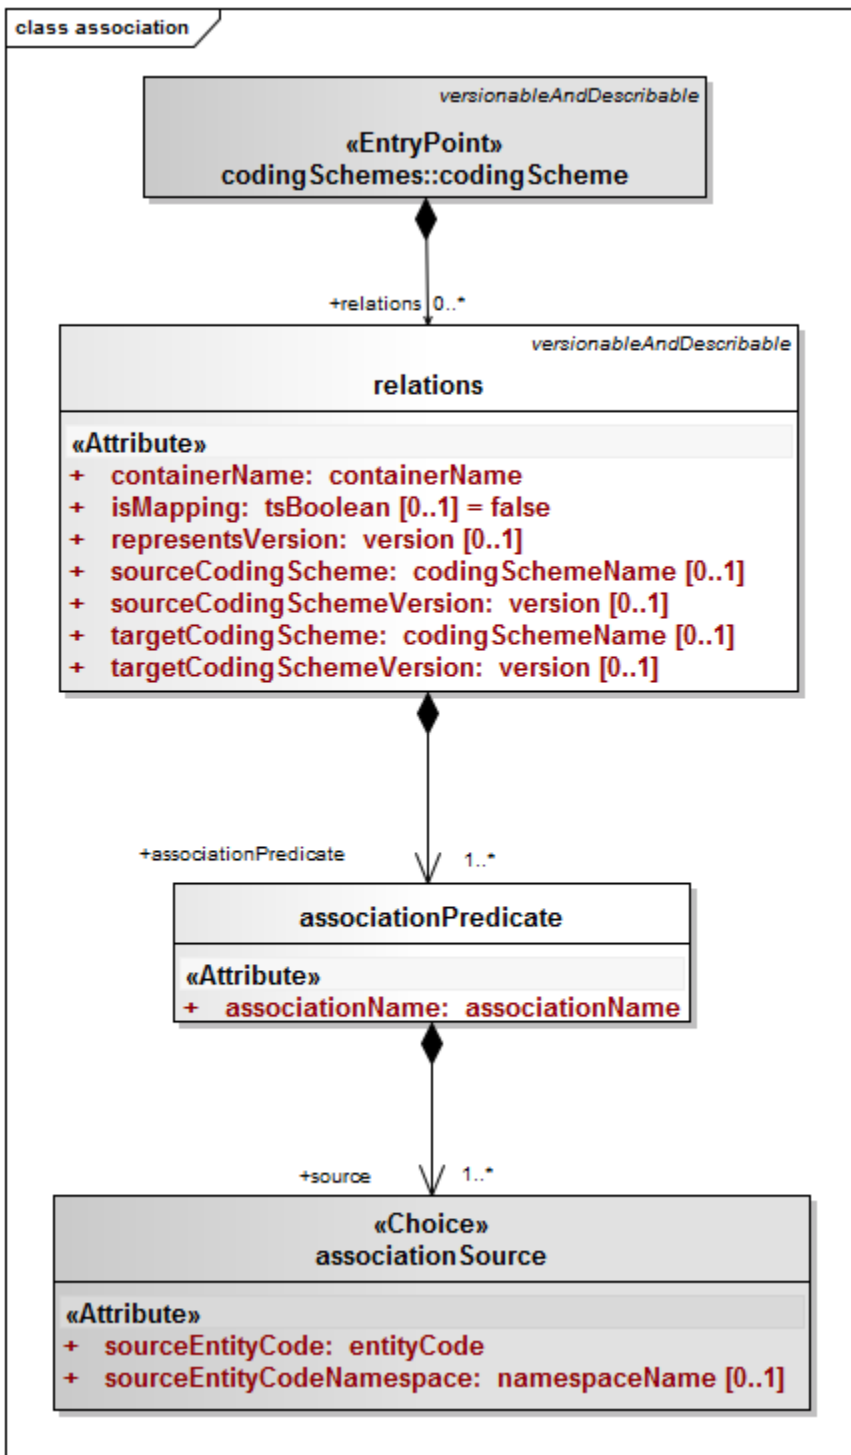 class association
versionableAndDescribable
«EntryPoint»
codingSchemes::codingScheme
+relations 0..*
versionableAndDescribable
relations
«Attribute»
+ containerName: containerName
+ isMapping: tsBoolean [0..1] = false
+ representsVersion: version [0..1]
+ sourceCodingScheme: codingSchemeName [0..1]
+ sourceCodingSchemeVersion: version [0..1]
+ targetCodingScheme: codingSchemeName [0..1]
+ targetCodingSchemeVersion: version [0..1]
+associationPredicate 1..*
associationPredicate
«Attribute»
+ associationName: associationName
+source 1..*
«Choice»
associationSource
«Attribute»
+ sourceEntityCode: entityCode
+ sourceEntityCodeNamespace: namespaceName [0..1]